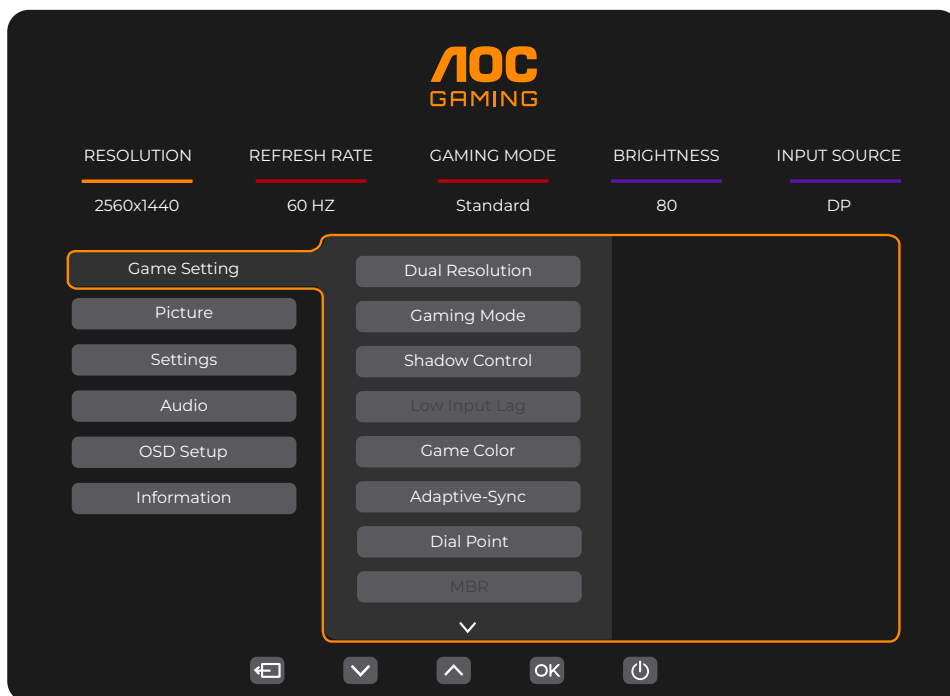 AOC
GAMING
RESOLUTION REFRESH RATE GAMING MODE BRIGHTNESS INPUT SOURCE
2560x1440 60 HZ Standard 80 DP
Game Setting
Picture
Settings
Audio
OSD Setup
Information
Dual Resolution
Gaming Mode
Shadow Control
Low Input Lag
Game Color
Adaptive-Sync
Dial Point
MBR
OK